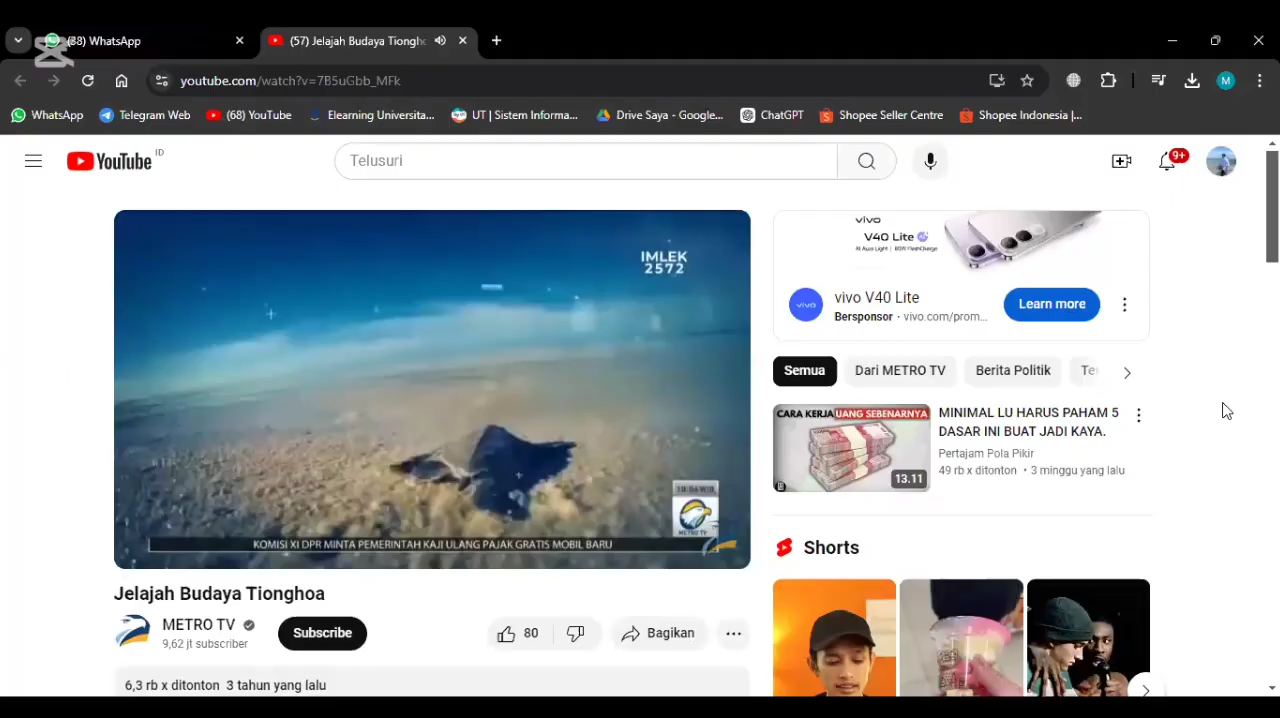 (38) WhatsApp
(57) Jelajah Budaya Tiongh
youtube.com/watch?v=7B5uGbb_MFk
M
WhatsApp
Telegram Web
(68) YouTube
Elearning Universita...
UT | Sistem Informa...
Drive Saya - Google...
ChatGPT
Shopee Seller Centre
Shopee Indonesia |...
YouTube ID
Telusuri
9+
IMLEK
2572
METRO TV
KOMISI XI DPR MINTA PEMERINTAH KAJI ULANG PAJAK GRATIS MOBIL BARU
Jelajah Budaya Tionghoa
METRO TV
9,62 jt subscriber
Subscribe
80
Bagikan
6,3 rb x ditonton 3 tahun yang lalu
vivo
V40 Lite
vivo
vivo V40 Lite
Bersponsor · vivo.com/prom...
Learn more
Semua
Dari METRO TV
Berita Politik
Te
CARA KERJA UANG SEBENARNYA
13.11
MINIMAL LU HARUS PAHAM 5
DASAR INI BUAT JADI KAYA.
Pertajam Pola Pikir
49 rb x ditonton • 3 minggu yang lalu
Shorts